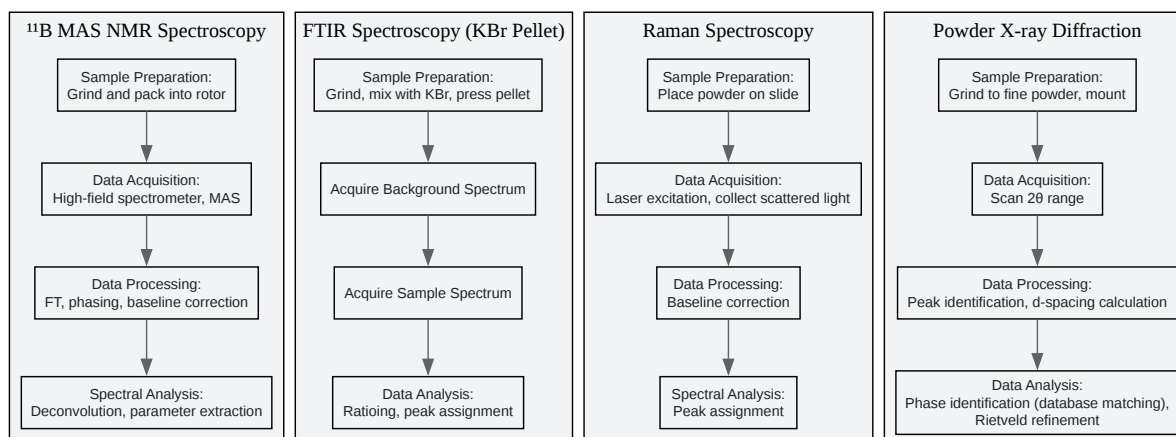 ¹¹B MAS NMR Spectroscopy
Sample Preparation:
Grind and pack into rotor
Data Acquisition:
High-field spectrometer, MAS
Data Processing:
FT, phasing, baseline correction
Spectral Analysis:
Deconvolution, parameter extraction
FTIR Spectroscopy (KBr Pellet)
Sample Preparation:
Grind, mix with KBr, press pellet
Acquire Background Spectrum
Acquire Sample Spectrum
Data Analysis:
Ratioing, peak assignment
Raman Spectroscopy
Sample Preparation:
Place powder on slide
Data Acquisition:
Laser excitation, collect scattered light
Data Processing:
Baseline correction
Spectral Analysis:
Peak assignment
Powder X-ray Diffraction
Sample Preparation:
Grind to fine powder, mount
Data Acquisition:
Scan 2θ range
Data Processing:
Peak identification, d-spacing calculation
Data Analysis:
Phase identification (database matching),
Rietveld refinement